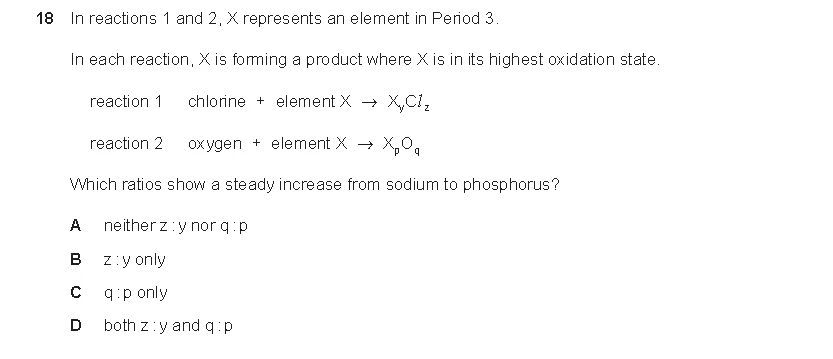 18 In reactions 1 and 2, X represents an element in Period 3.
In each reaction, X is forming a product where X is in its highest oxidation state.
reaction 1 chlorine + element X → XyClz
reaction 2 oxygen + element X → XpOq
Which ratios show a steady increase from sodium to phosphorus?
A neither z : y nor q : p
B z : y only
C q : p only
D both z : y and q : p